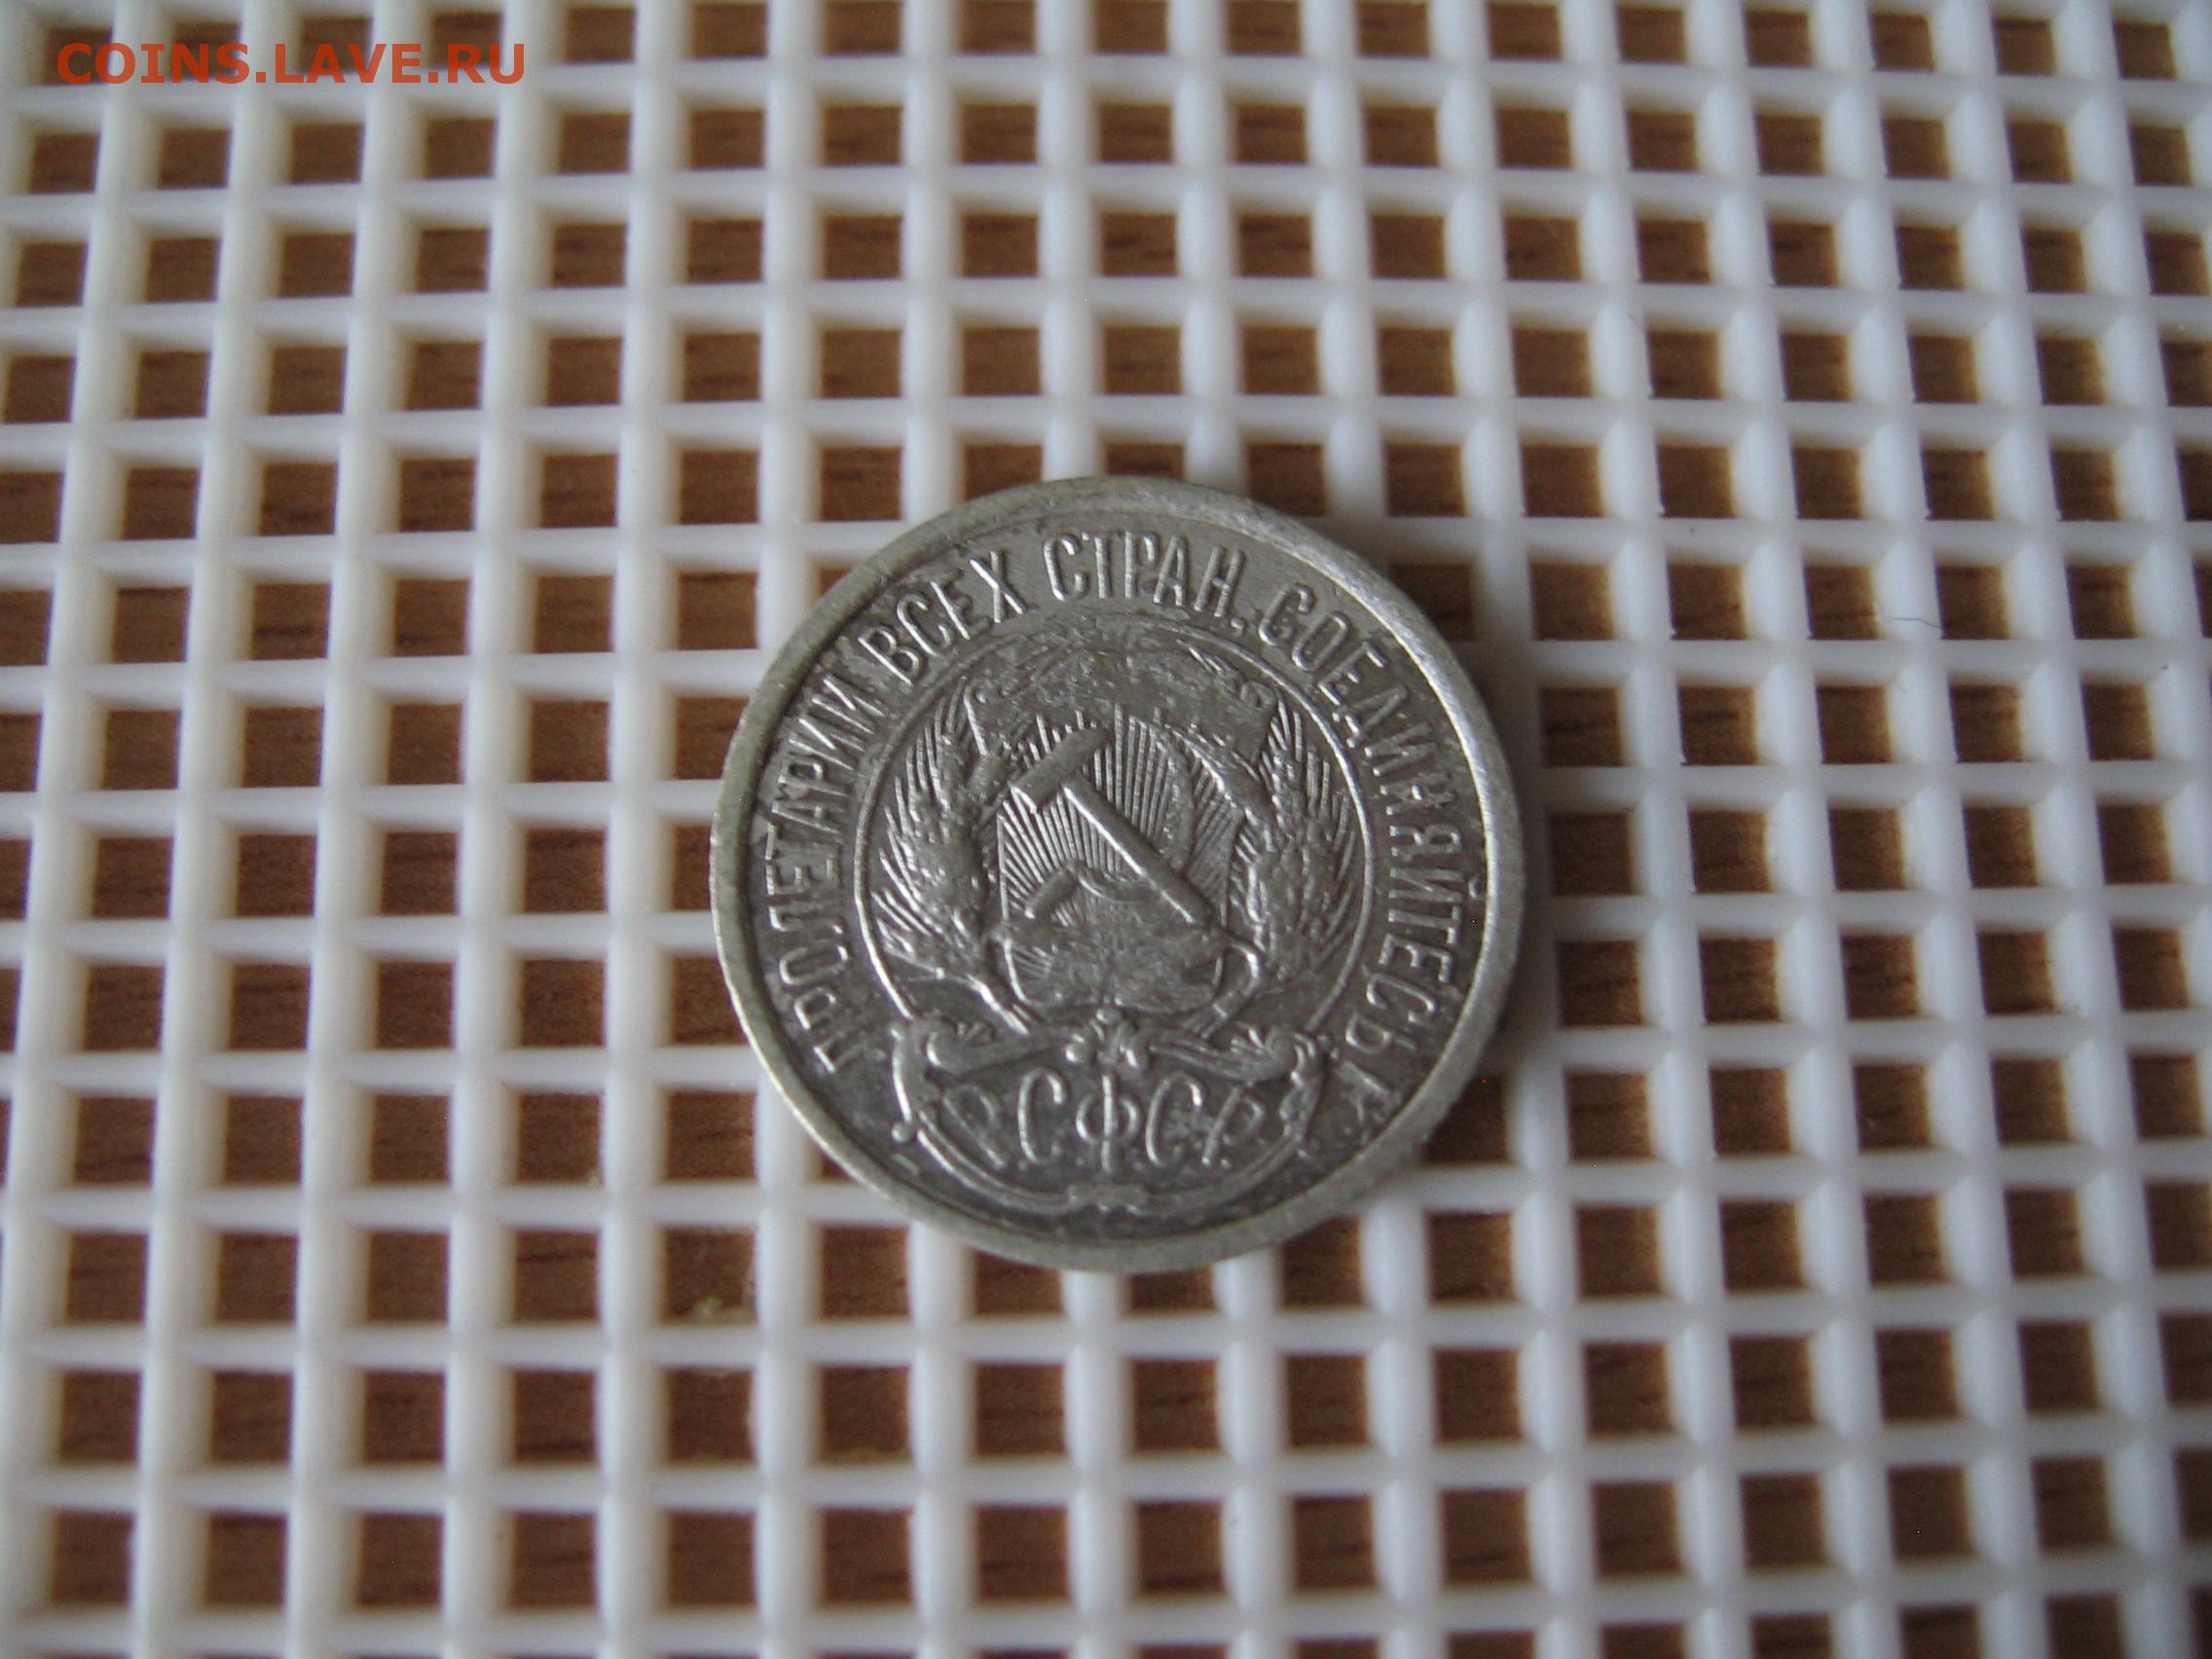 COINS.LAVE.RU
ПРОЛЕТАРИИ ВСЕХ СТРАН, СОЕДИНЯЙТЕСЬ!
РСФСР